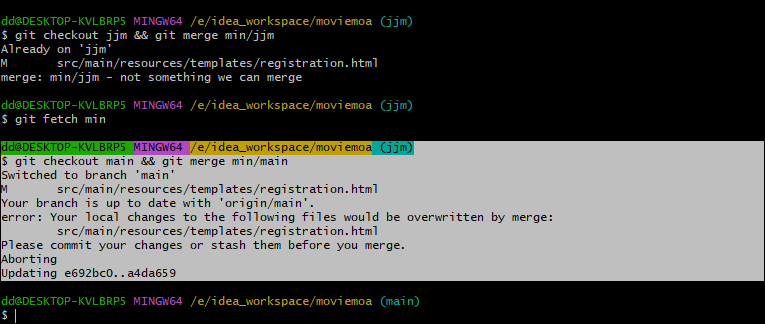 dd@DESKTOP-KVLBRP5 MINGW64 /e/idea_workspace/moviemoa (jjm)
$ git checkout jjm && git merge min/jjm
Already on 'jjm'
M       src/main/resources/templates/registration.html
merge: min/jjm - not something we can merge
dd@DESKTOP-KVLBRP5 MINGW64 /e/idea_workspace/moviemoa (jjm)
$ git fetch min
dd@DESKTOP-KVLBRP5 MINGW64 /e/idea_workspace/moviemoa (jjm)
$ git checkout main && git merge min/main
Switched to branch 'main'
M       src/main/resources/templates/registration.html
Your branch is up to date with 'origin/main'.
error: Your local changes to the following files would be overwritten by merge:
        src/main/resources/templates/registration.html
Please commit your changes or stash them before you merge.
Aborting
Updating e692bc0..a4da659
dd@DESKTOP-KVLBRP5 MINGW64 /e/idea_workspace/moviemoa (main)
$